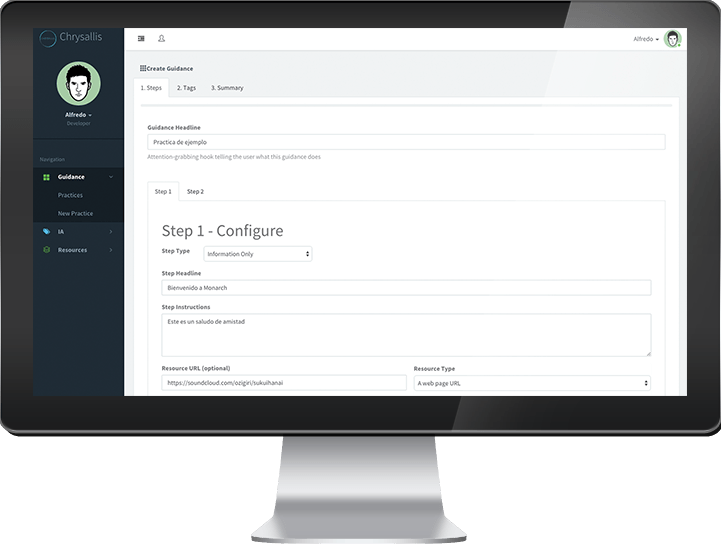 Chrysallis
Alfredo
Alfredo
Developer
Navigation
Guidance
Practices
New Practice
IA
Resources
Create Guidance
1. Steps
2. Tags
3. Summary
Guidance Headline
Practica de ejemplo
Attention-grabbing hook telling the user what this guidance does
Step 1
Step 2
Step 1 - Configure
Step Type
Information Only
Step Headline
Bienvenido a Monarch
Step Instructions
Este es un saludo de amistad
Resource URL (optional)
Resource Type
https://soundcloud.com/ozigiri/sukuihanai
A web page URL